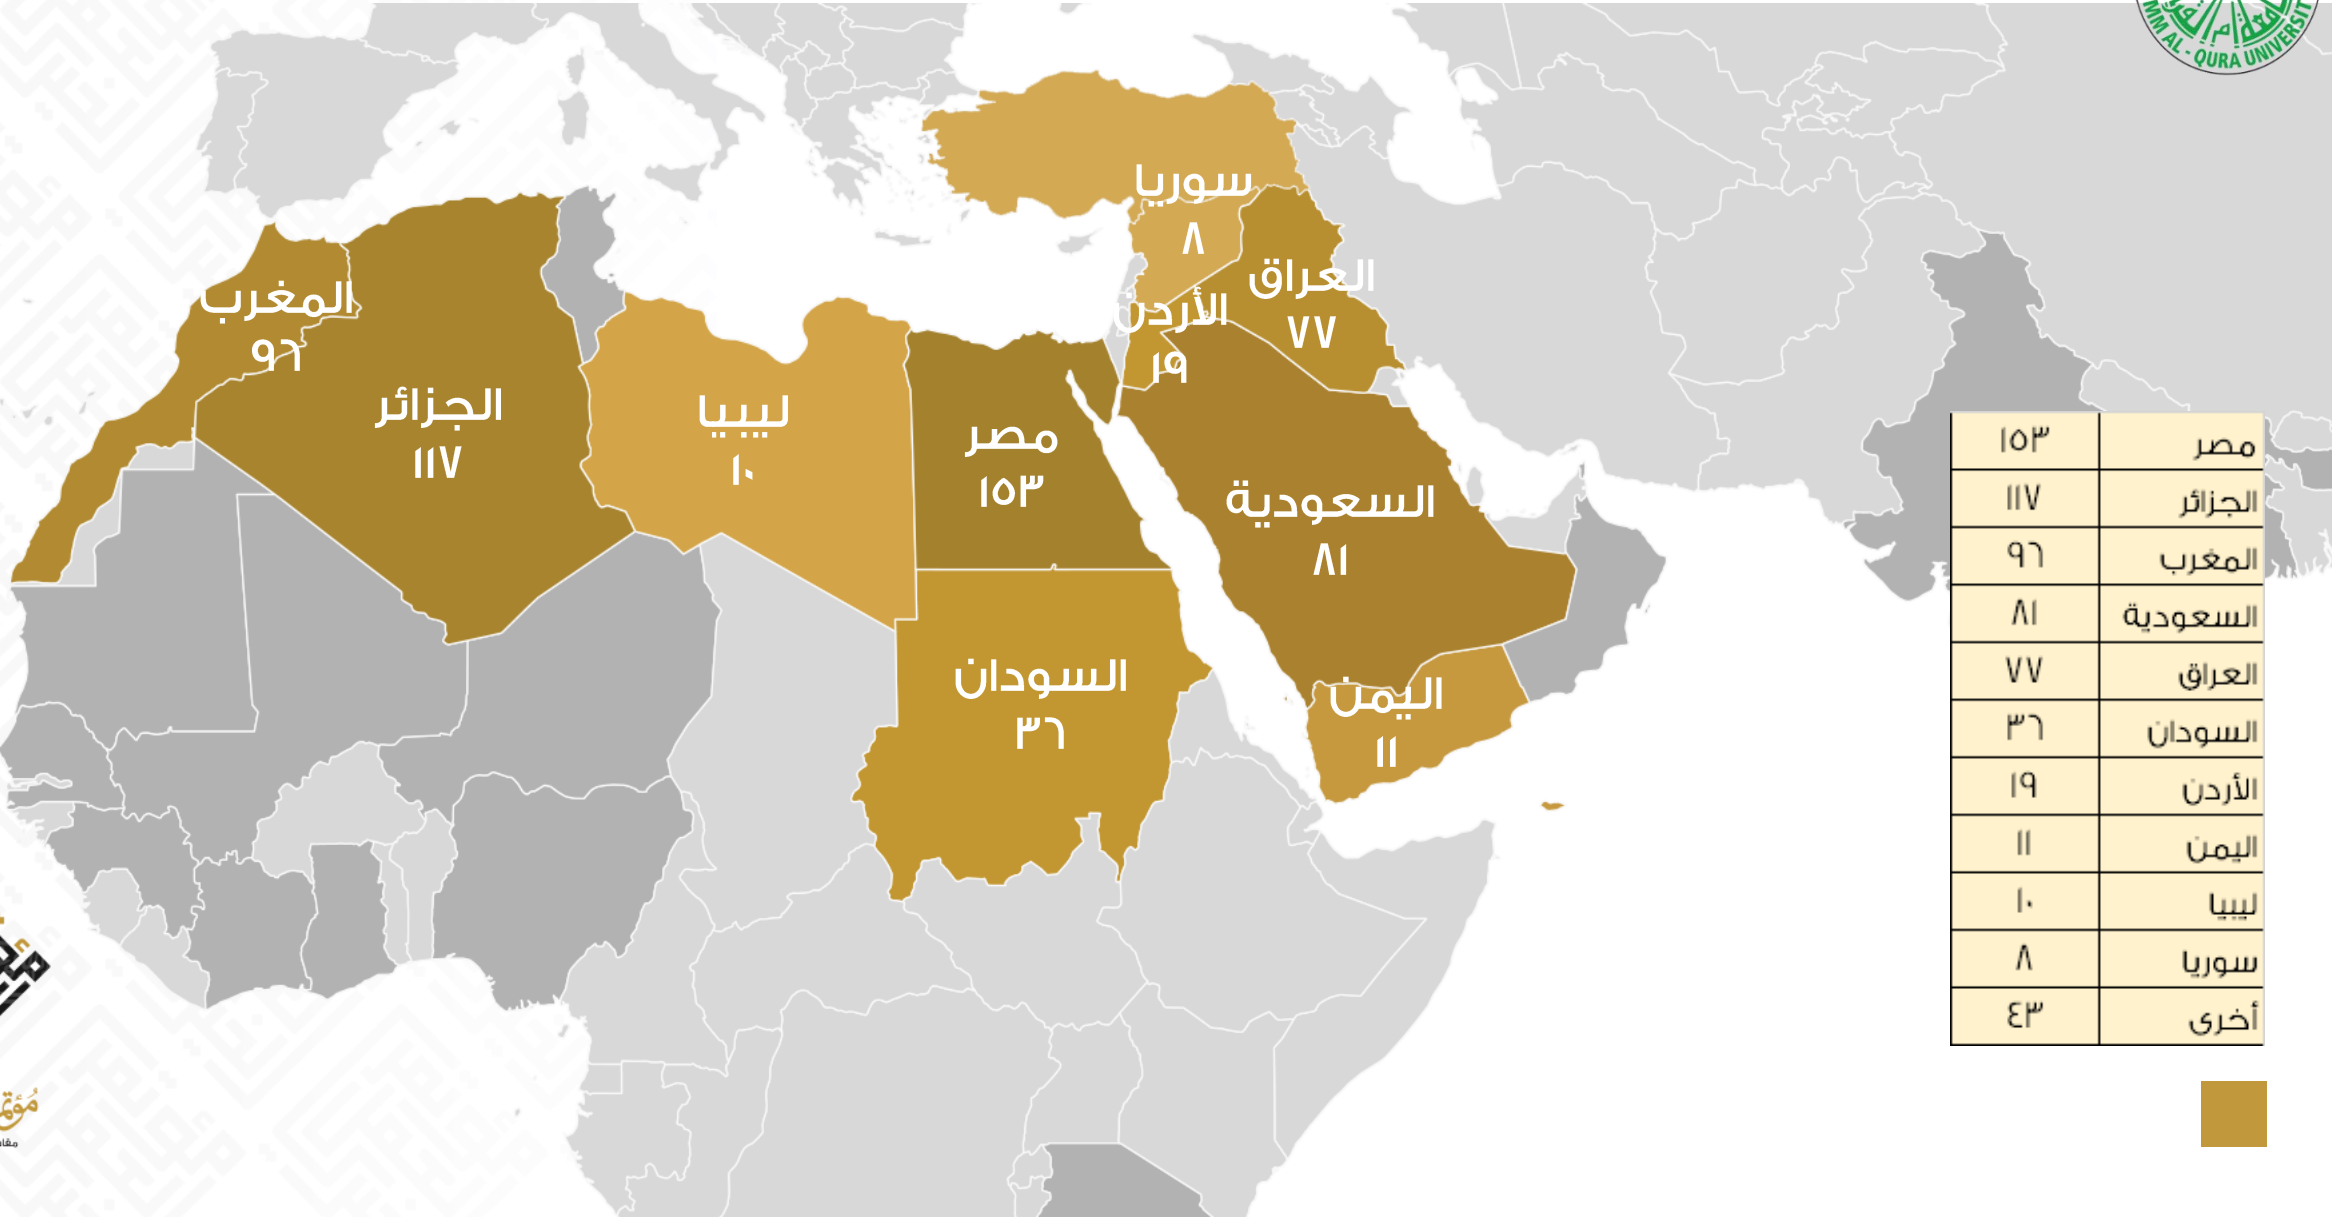 MM AL - QURA UNIVERSIT
سوريا
٨
العراق
٧٧
المغرب
٩٦
الأردن
١٩
الجزائر
١١٧
ليبيا
١٠
مصر
١٥٣
السعودية
٨١
السودان
٣٦
اليمن
١١
مصر ١٥٣
الجزائر ١١٧
المغرب ٩٦
السعودية ٨١
العراق ٧٧
السودان ٣٦
الأردن ١٩
اليمن ١١
ليبيا ١٠
سوريا ٨
أخرى ٤٣